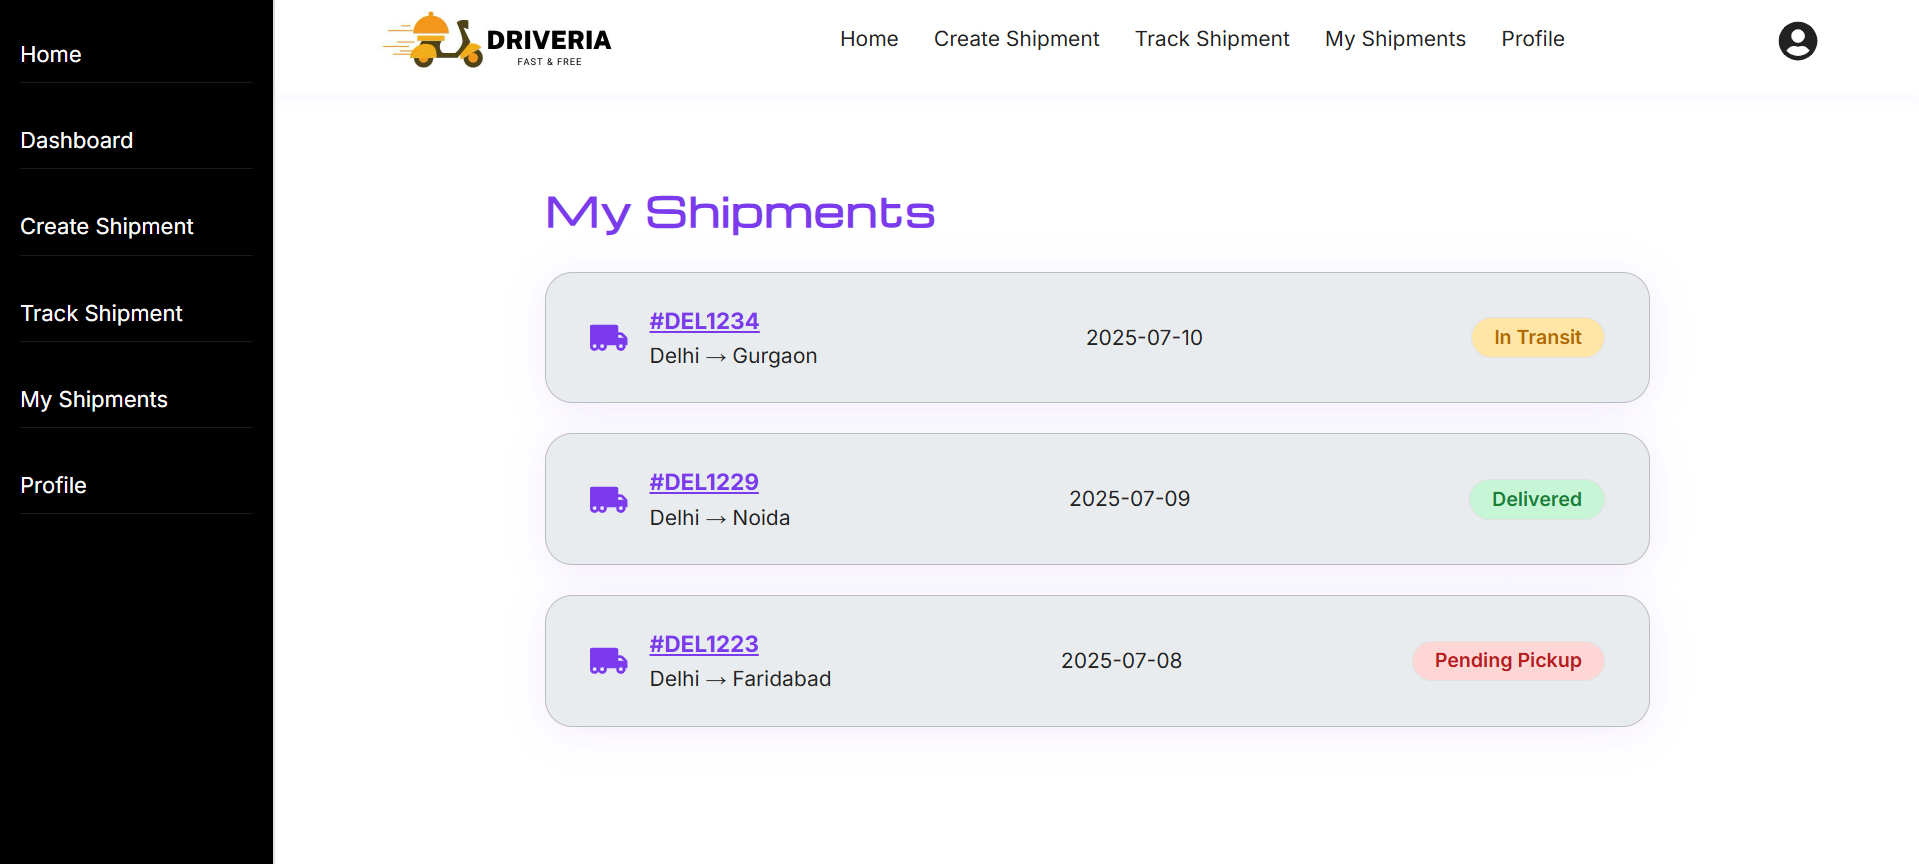 Home
Dashboard
Create Shipment
Track Shipment
My Shipments
Profile
DRIVERIA
FAST & FREE
Home Create Shipment Track Shipment My Shipments Profile
My Shipments
#DEL1234
Delhi → Gurgaon
2025-07-10
In Transit
#DEL1229
Delhi → Noida
2025-07-09
Delivered
#DEL1223
Delhi → Faridabad
2025-07-08
Pending Pickup